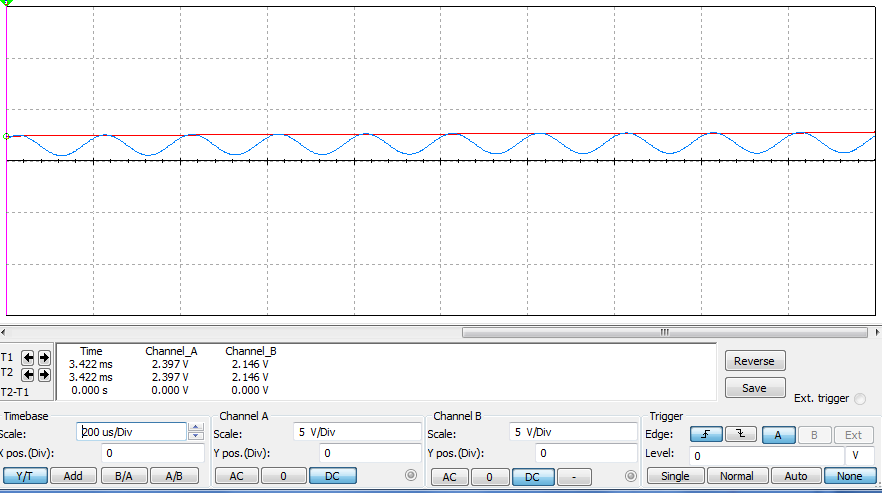 Time Channel_A Channel_B
T1 3.422 ms 2.397 V 2.146 V
T2 3.422 ms 2.397 V 2.146 V
T2-T1 0.000 s 0.000 V 0.000 V
Reverse
Save
Ext. trigger
Timebase
Scale: 200 us/Div
X pos.(Div): 0
Y/T Add B/A A/B
Channel A
Scale: 5 V/Div
Y pos.(Div): 0
AC 0 DC
Channel B
Scale: 5 V/Div
Y pos.(Div): 0
AC 0 DC -
Trigger
Edge: A B Ext
Level: 0 V
Single Normal Auto None